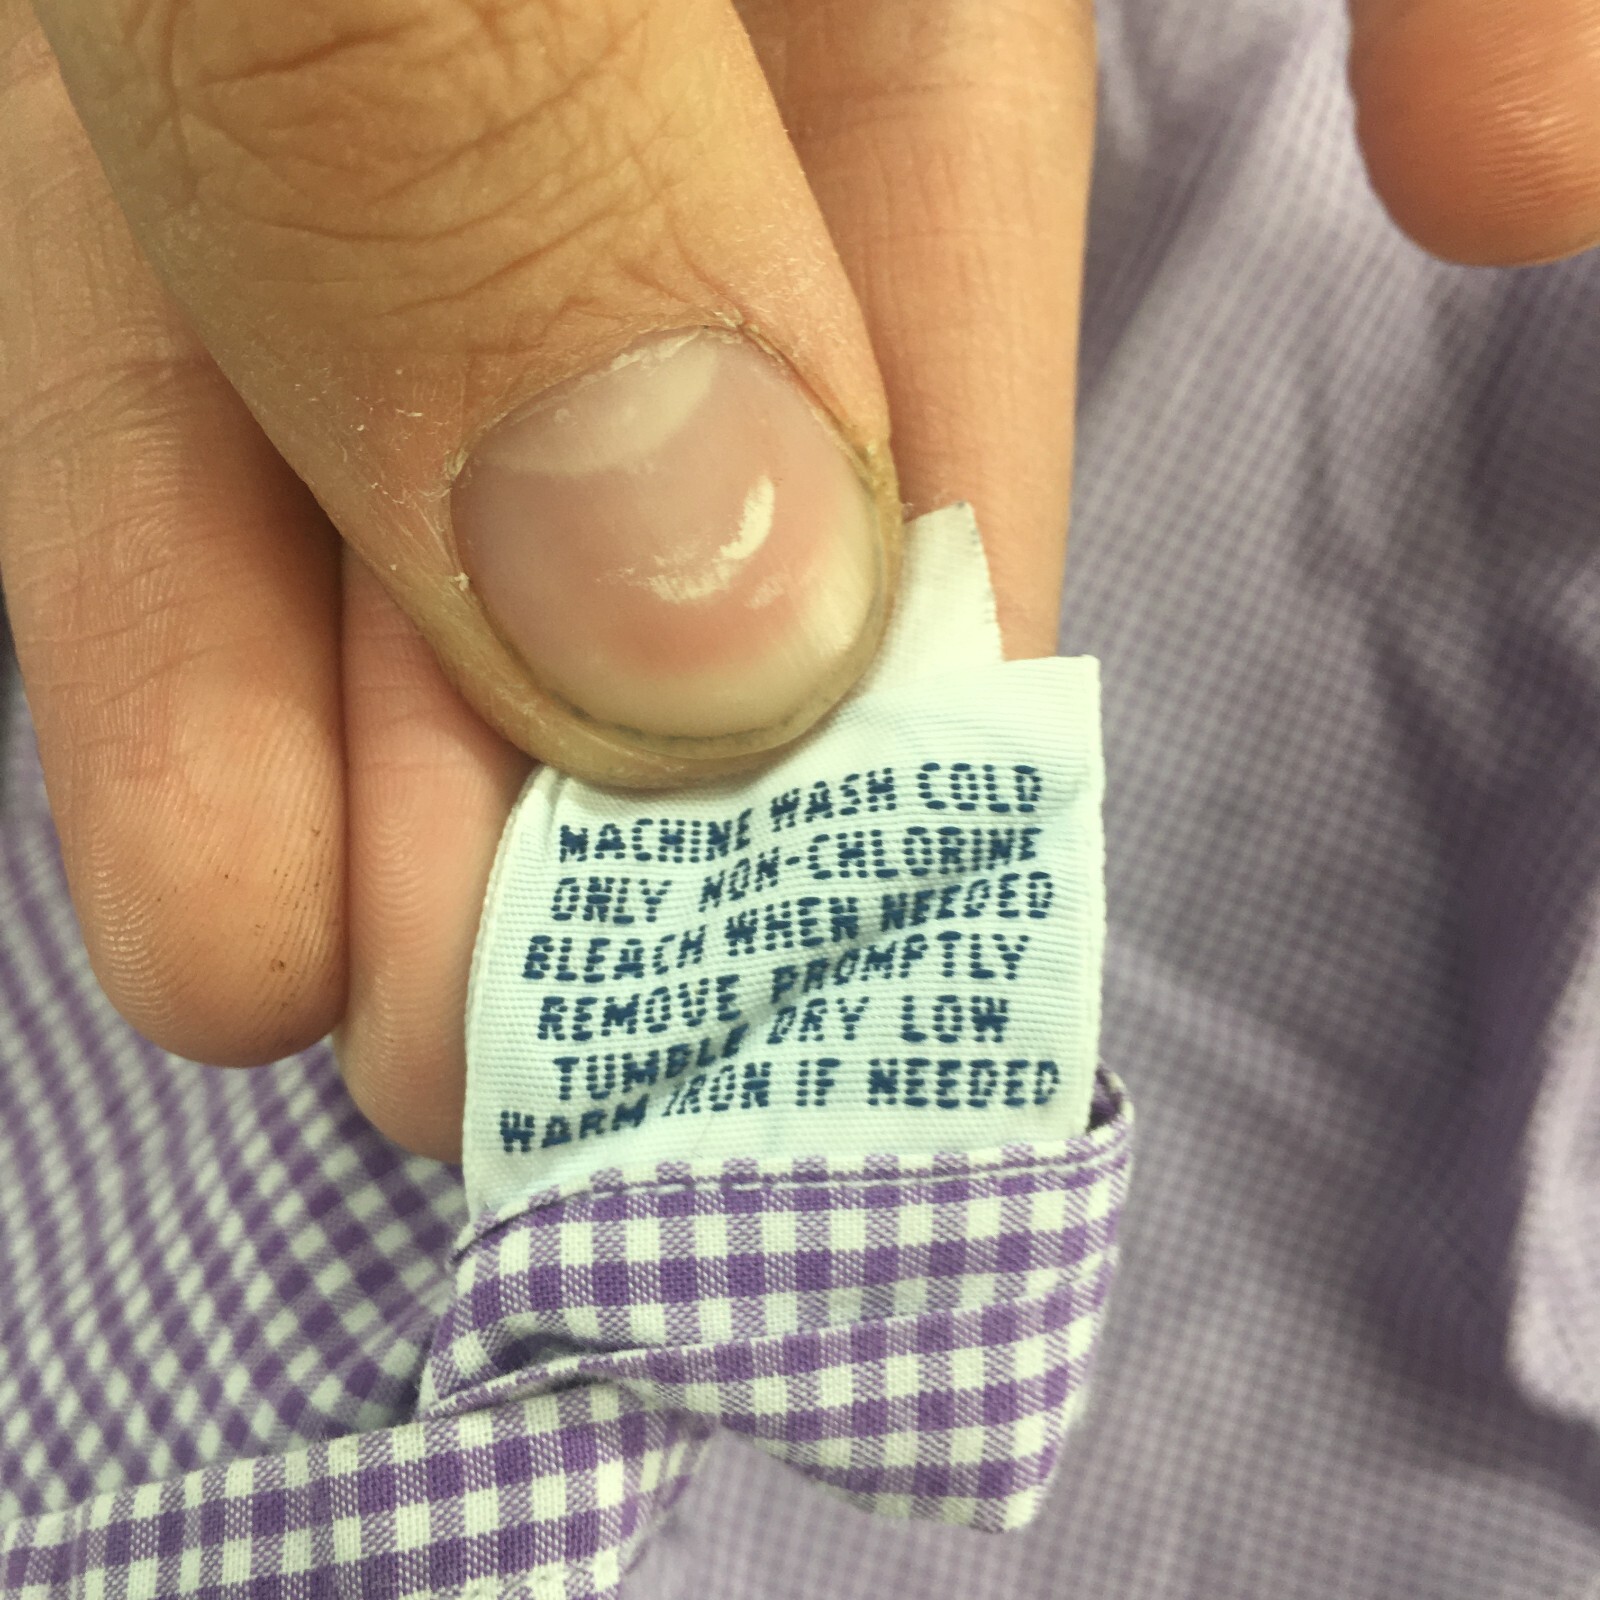 MACHINE WASH COLD
ONLY NON-CHLORINE
BLEACH WHEN NEEDED
REMOVE PROMPTLY
TUMBLE DRY LOW
WARM IRON IF NEEDED